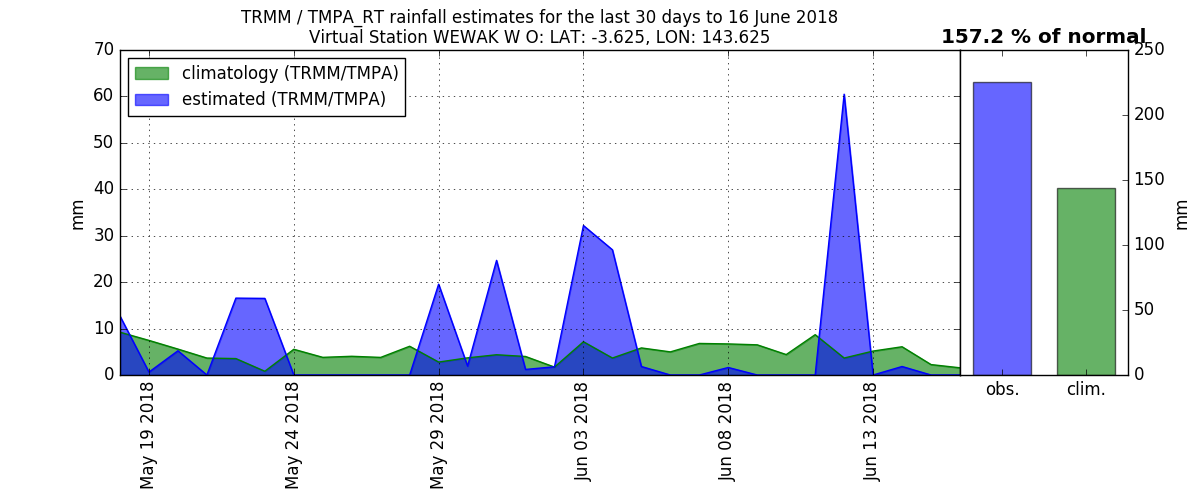 TRMM / TMPA_RT rainfall estimates for the last 30 days to 16 June 2018
Virtual Station WEWAK W O: LAT: -3.625, LON: 143.625
157.2 % of normal
climatology (TRMM/TMPA)
estimated (TRMM/TMPA)
70
60
50
40
30
20
10
0
mm
May 19 2018
May 24 2018
May 29 2018
Jun 03 2018
Jun 08 2018
Jun 13 2018
250
200
150
100
50
0
mm
obs.
clim.